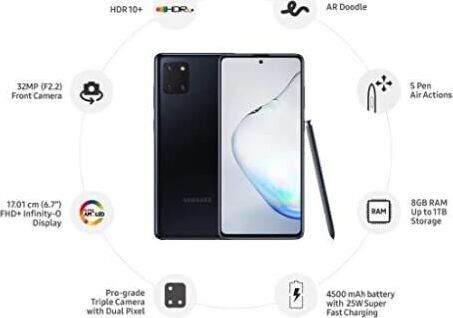 HDR10+
HDR
AR Doodle
32MP (F2.2)
Front Camera
S Pen
Air Actions
SAMSUNG
17.01 cm (6.7")
FHD+ Infinity-O
Display
AMOLED
RAM
8GB RAM
Up to 1TB
Storage
Pro-grade
Triple Camera
with Dual Pixel
4500 mAh battery
with 25W Super
Fast Charging